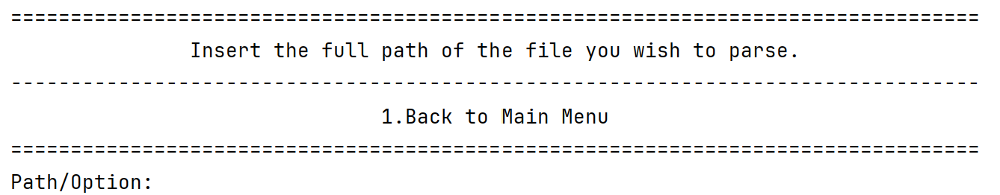 =================================================================================
Insert the full path of the file you wish to parse.
---------------------------------------------------------------------------------
1.Back to Main Menu
=================================================================================
Path/Option: